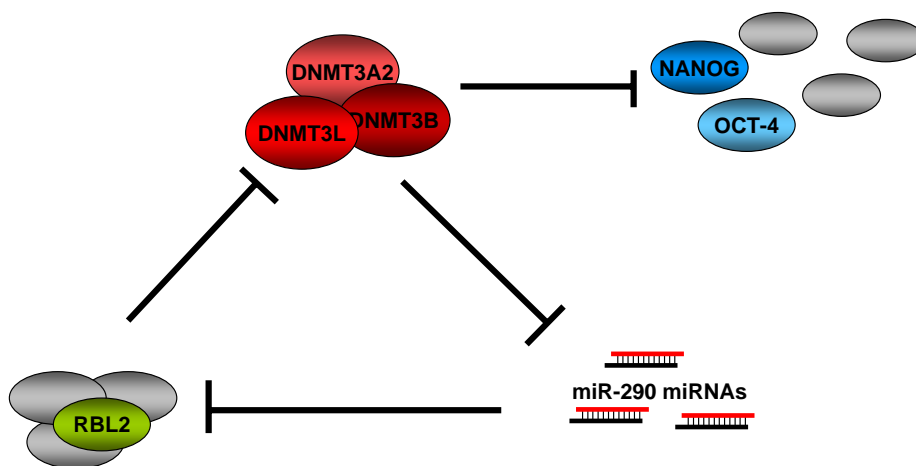 DNMT3A2
DNMT3L
DNMT3B
NANOG
OCT-4
miR-290 miRNAs
RBL2